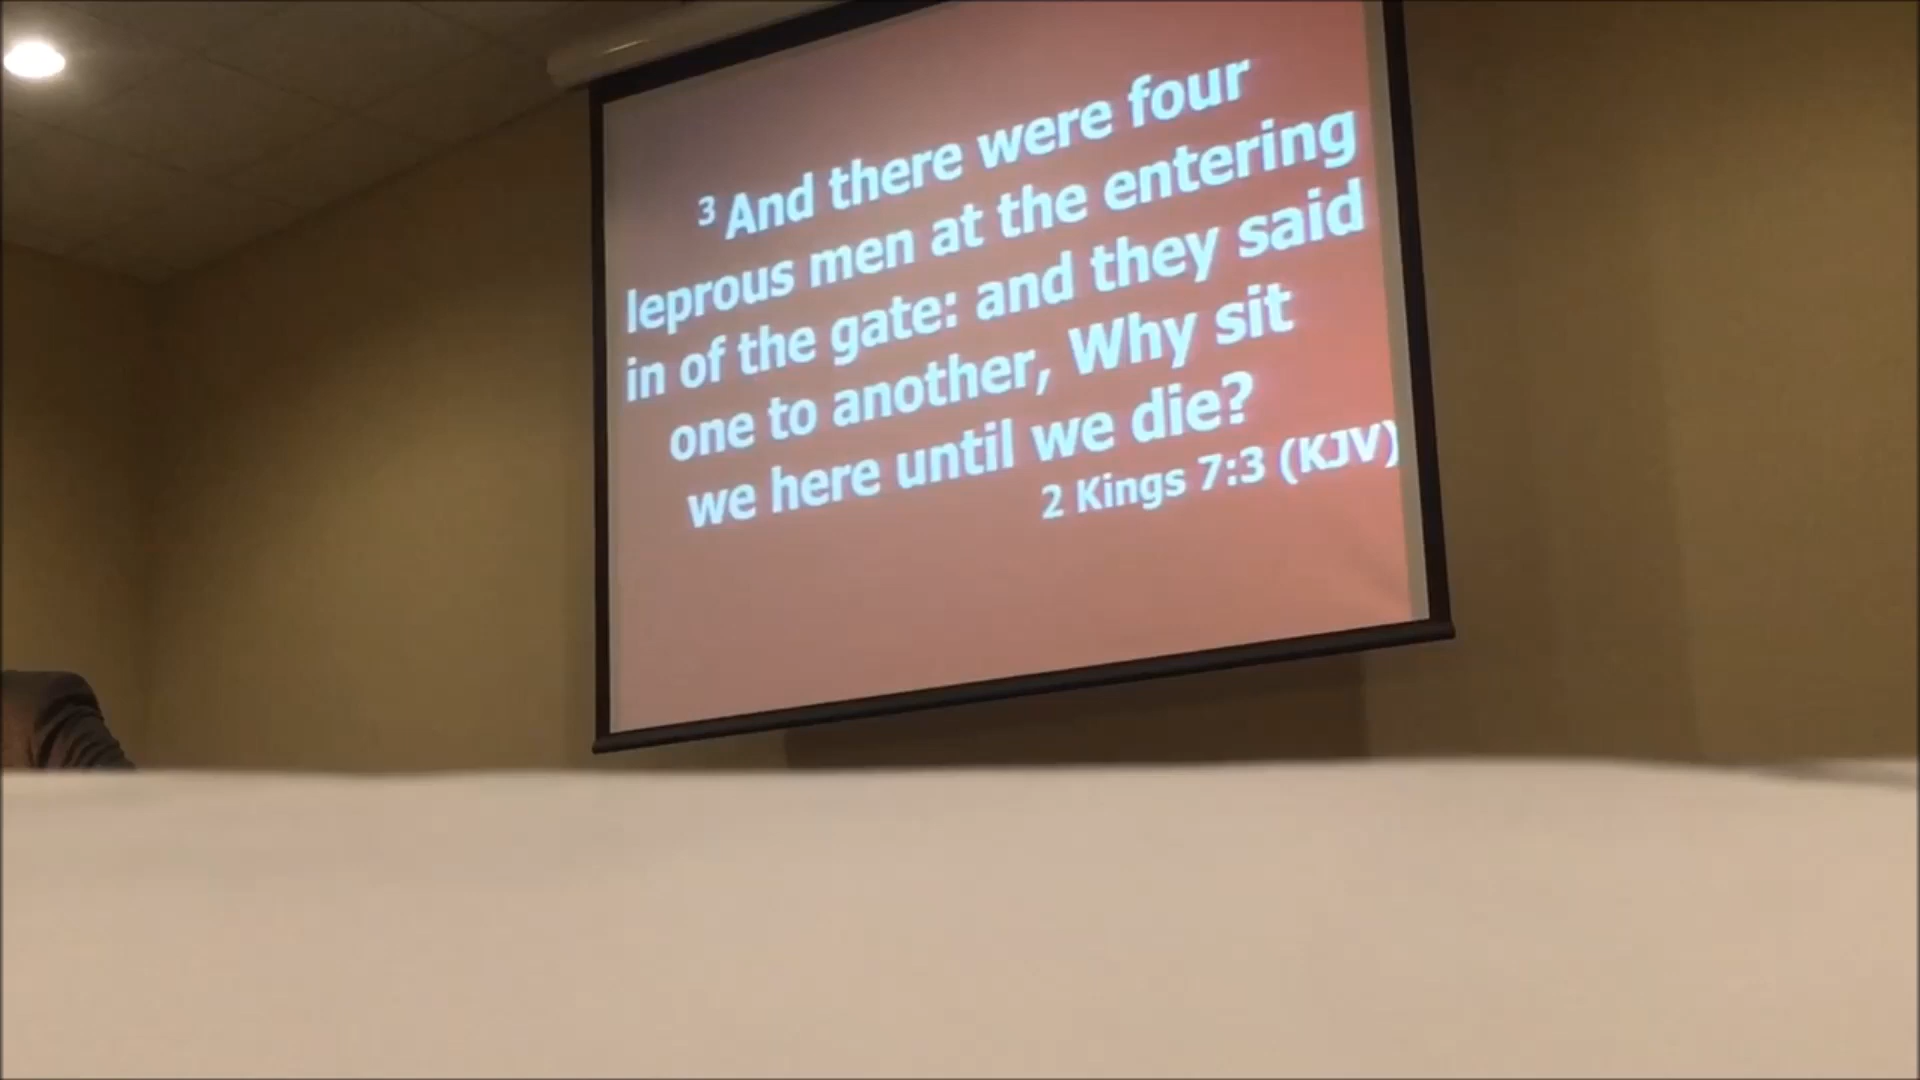 3 And there were four
leprous men at the entering
in of the gate: and they said
one to another, Why sit
we here until we die?
2 Kings 7:3 (KJV)